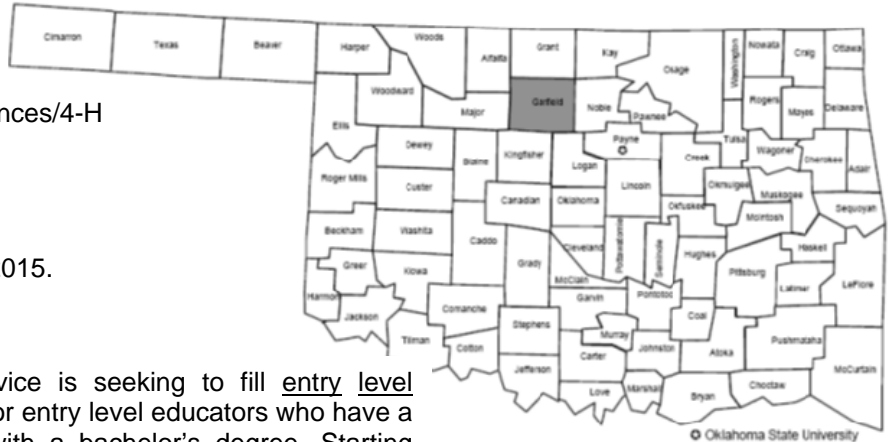 Cimarron
Texas
Beaver
Harper
Woods
Alfalfa
Grant
Kay
Osage
Washington
Nowata
Craig
Ottawa
Woodward
Major
Garfield
Noble
Pawnee
Rogers
Mayes
Delaware
nces/4-H
Ellis
Dewey
Blaine
Kingfisher
Logan
Payne
Creek
Tulsa
Wagoner
Cherokee
Adair
Roger Mills
Custer
Canadian
Oklahoma
Lincoln
Okfuskee
Okmulgee
Muskogee
McIntosh
Sequoyah
Beckham
Washita
Caddo
Grady
Cleveland
McClain
Pottawatomie
Seminole
Hughes
Pittsburg
Haskell
Latimer
LeFlore
015.
Greer
Kiowa
Harmon
Jackson
Comanche
Garvin
Pontotoc
Coal
Tillman
Cotton
Stephens
Murray
Carter
Johnston
Atoka
Pushmataha
McCurtain
Jefferson
Love
Marshall
Bryan
Choctaw
vice is seeking to fill entry level
or entry level educators who have a
with a bachelor's degree. Starting
Oklahoma State University